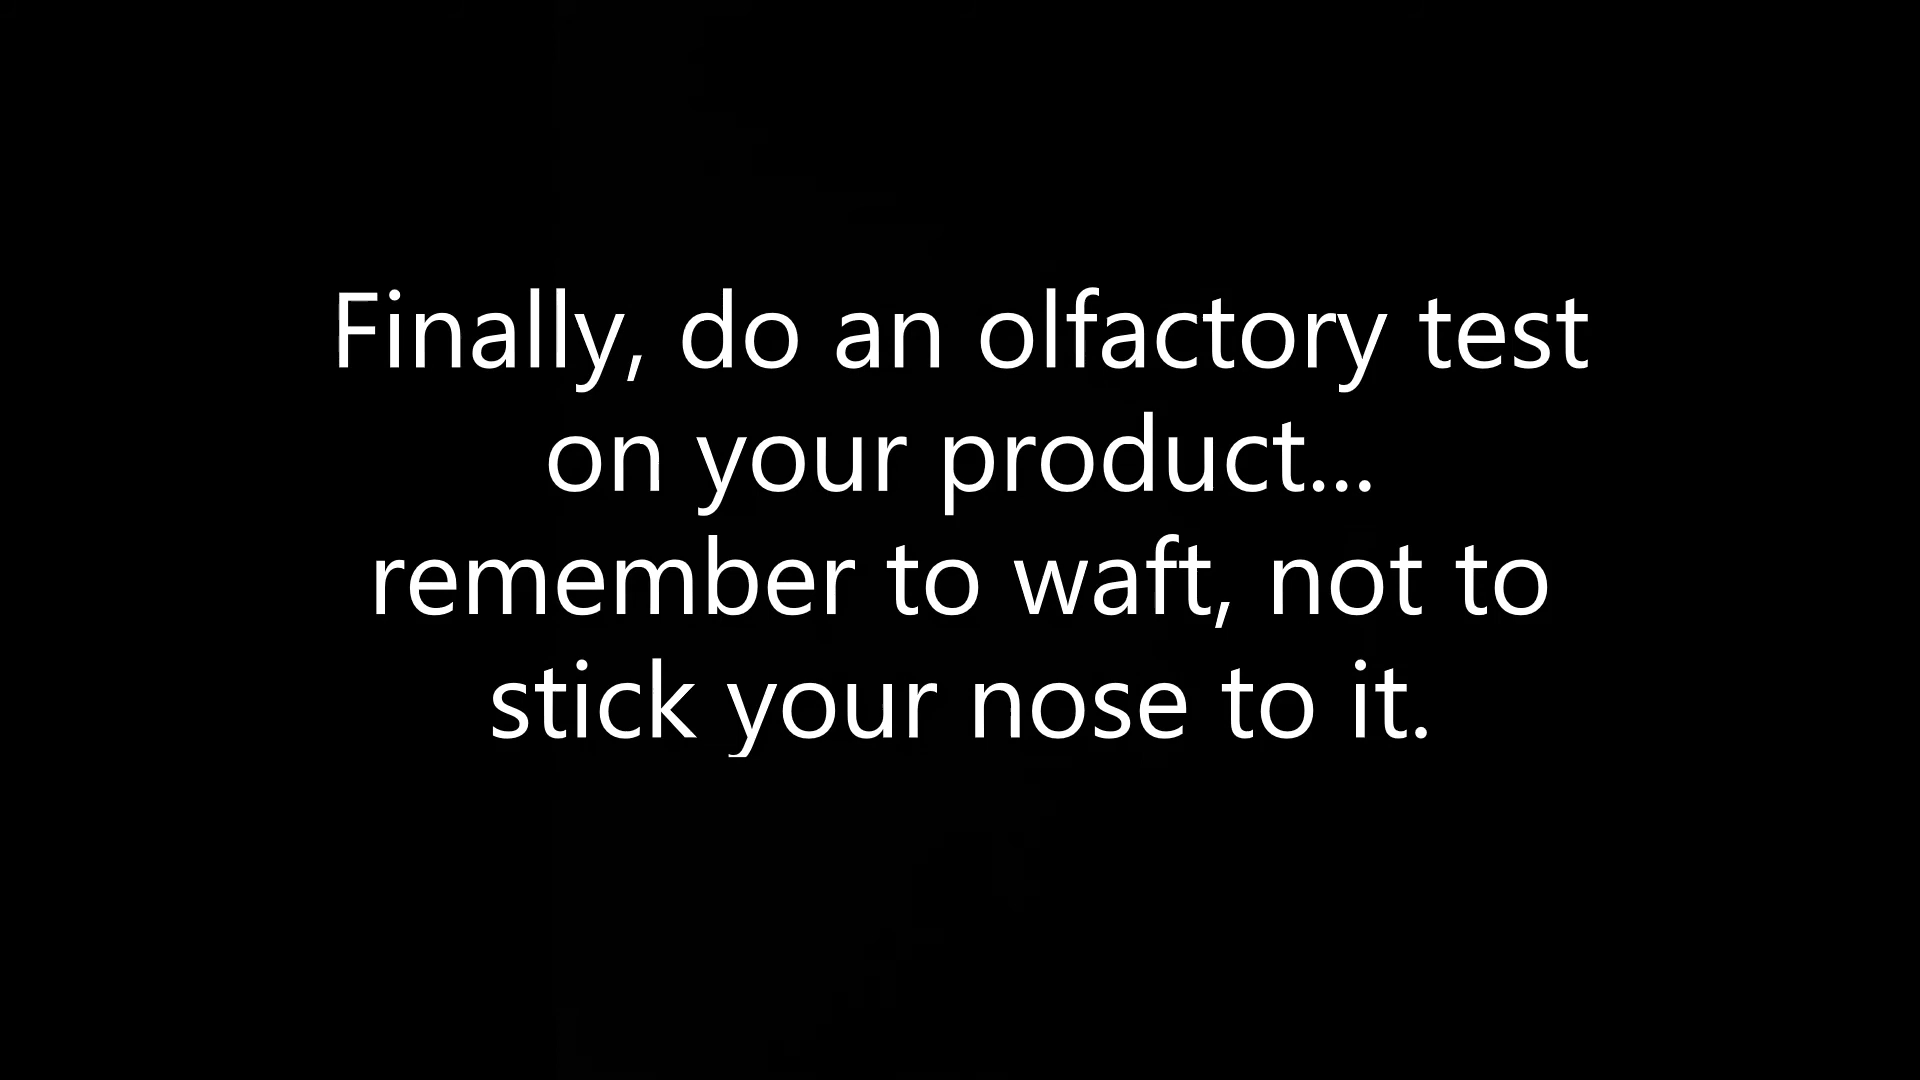 Finally, do an olfactory test
on your product...
remember to waft, not to
stick your nose to it.